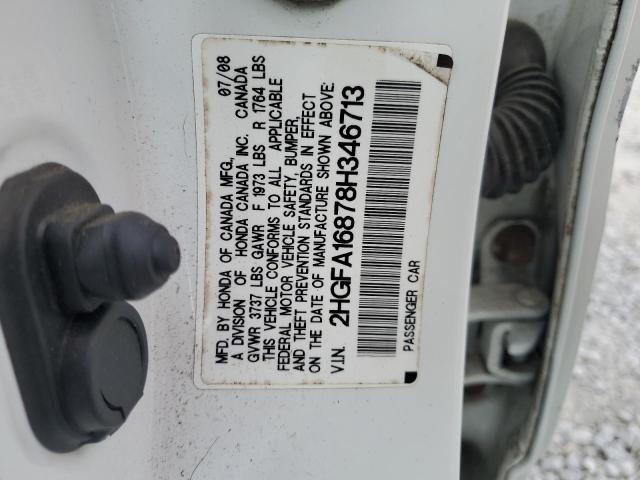 MFD. BY HONDA OF CANADA MFG., 07/08
A DIVISION OF HONDA CANADA INC. CANADA
GVWR 3737 LBS GAWR F 1973 LBS R 1764 LBS
THIS VEHICLE CONFORMS TO ALL APPLICABLE
FEDERAL MOTOR VEHICLE SAFETY, BUMPER,
AND THEFT PREVENTION STANDARDS IN EFFECT
ON THE DATE OF MANUFACTURE SHOWN ABOVE.
V.I.N. 2HGFA16878H346713
PASSENGER CAR